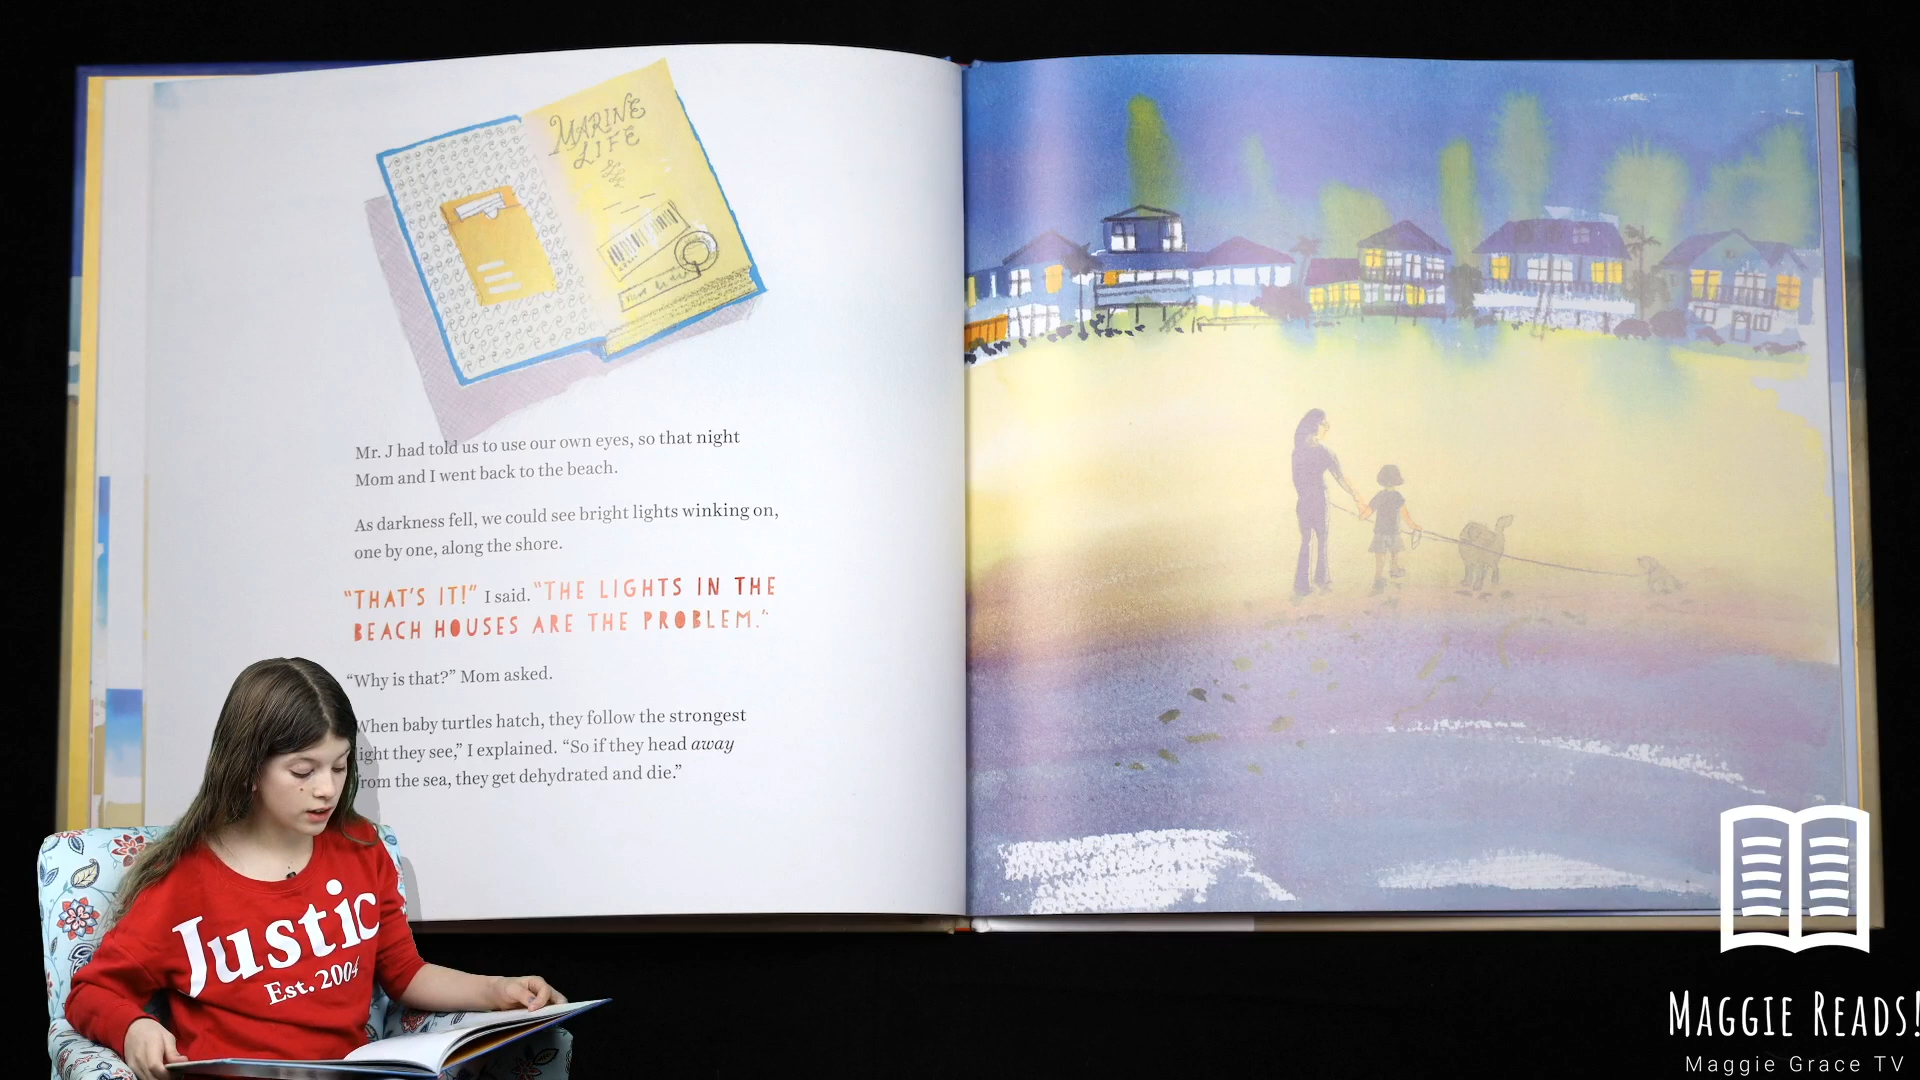 MARINE
LIFE
Mr. J had told us to use our own eyes, so that night
Mom and I went back to the beach.
As darkness fell, we could see bright lights winking on,
one by one, along the shore.
"THAT'S IT!" I said. "THE LIGHTS IN THE
BEACH HOUSES ARE THE PROBLEM."
“Why is that?” Mom asked.
When baby turtles hatch, they follow the strongest
light they see,” I explained. “So if they head away
from the sea, they get dehydrated and die.”
Justic
Est. 2004
MAGGIE READS!
Maggie Grace TV